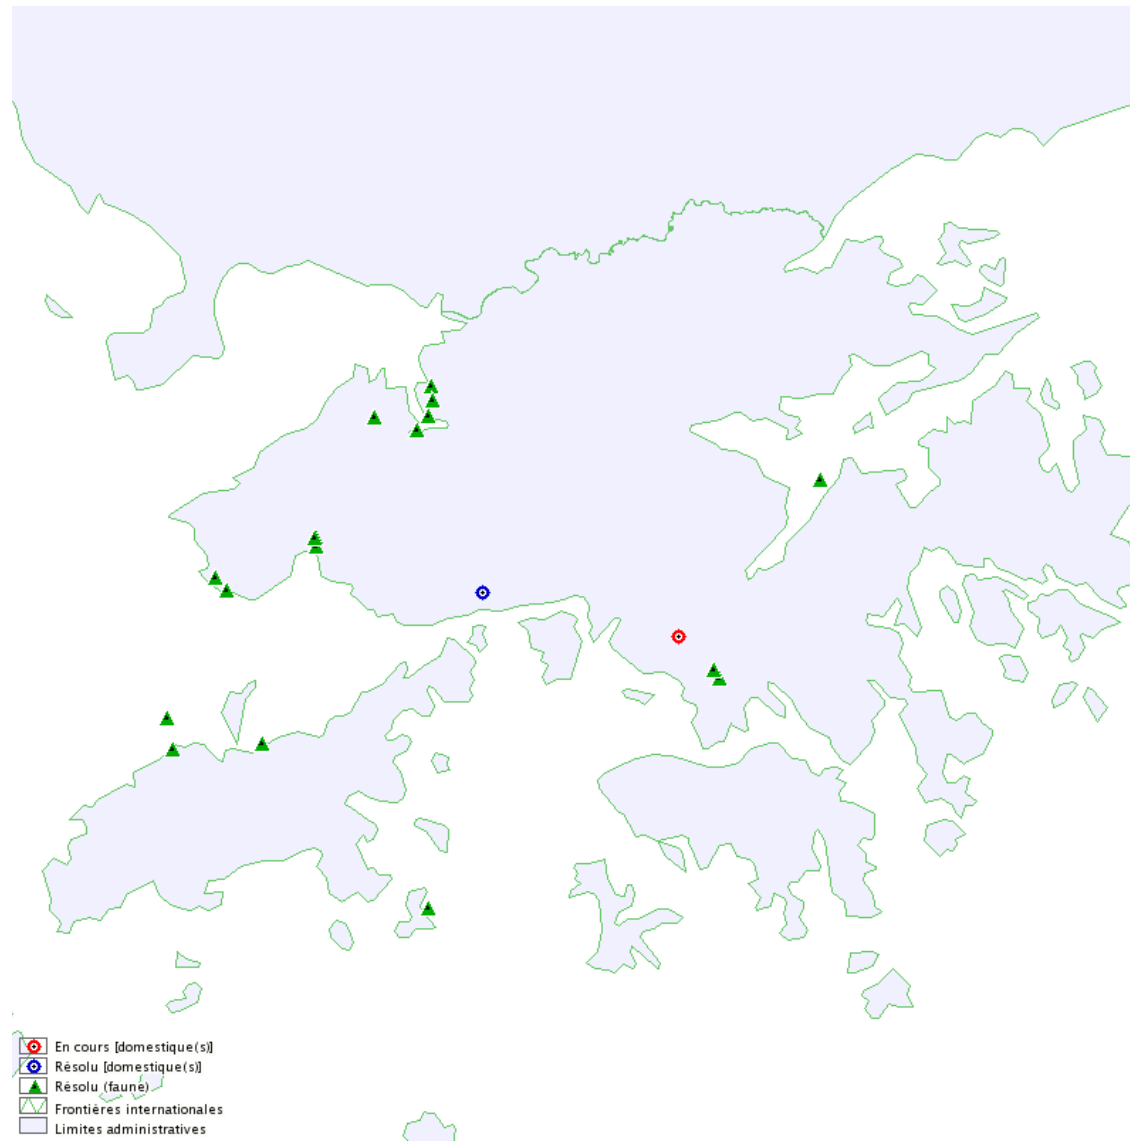 En cours [domestique(s)]
Résolu [domestique(s)]
Résolu (faune)
Frontières internationales
Limites administratives